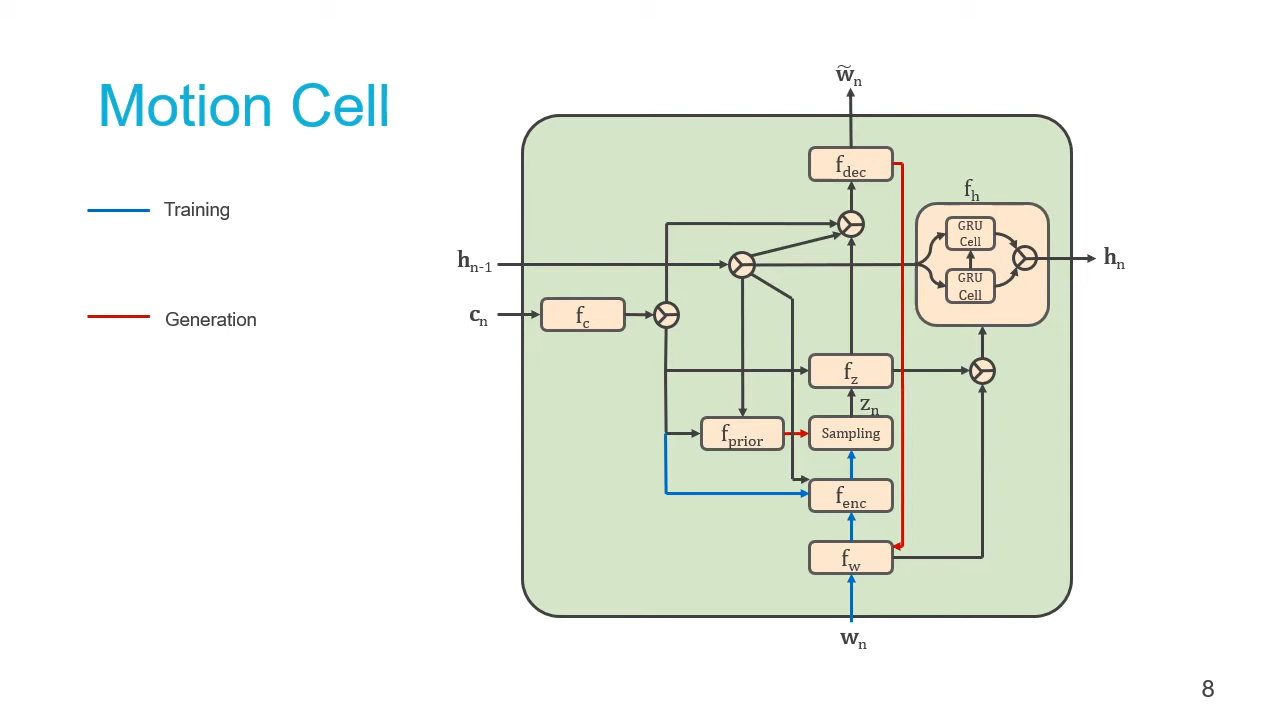 Motion Cell
Training
Generation
w̃n
fdec
fh
GRU
Cell
GRU
Cell
hn-1
hn
cn
fc
fz
zn
fprior
Sampling
fenc
fw
wn
8